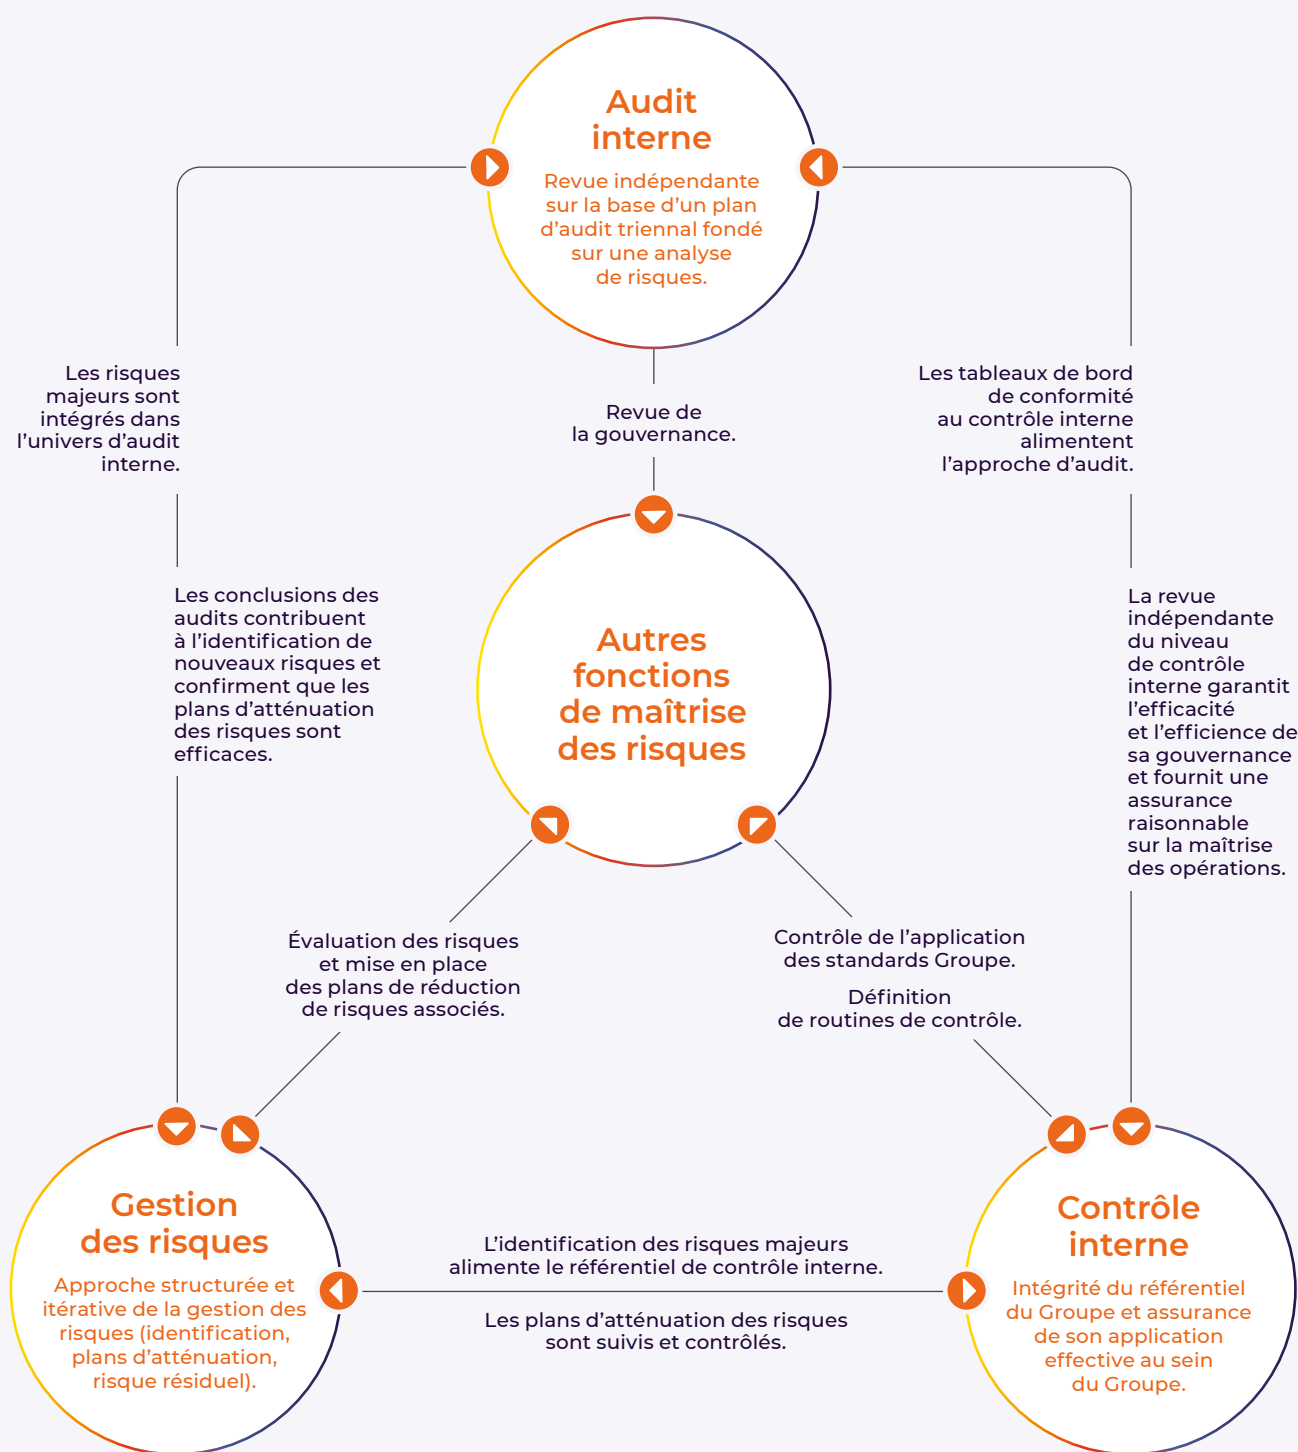 Audit
interne
Revue indépendante
sur la base d’un plan
d’audit triennal fondé
sur une analyse
de risques.
Les risques
majeurs sont
intégrés dans
l’univers d’audit
interne.
Revue de
la gouvernance.
Les tableaux de bord
de conformité
au contrôle interne
alimentent
l’approche d’audit.
Les conclusions des
audits contribuent
à l’identification de
nouveaux risques et
confirment que les
plans d’atténuation
des risques sont
efficaces.
Autres
fonctions
de maîtrise
des risques
La revue
indépendante
du niveau
de contrôle
interne garantit
l’efficacité
et l’efficience de
sa gouvernance
et fournit une
assurance
raisonnable
sur la maîtrise
des opérations.
Évaluation des risques
et mise en place
des plans de réduction
de risques associés.
Contrôle de l’application
des standards Groupe.
Définition
de routines de contrôle.
Gestion
des risques
Approche structurée et
itérative de la gestion des
risques (identification,
plans d’atténuation,
risque résiduel).
L’identification des risques majeurs
alimente le référentiel de contrôle interne.
Les plans d’atténuation des risques
sont suivis et contrôlés.
Contrôle
interne
Intégrité du référentiel
du Groupe et assurance
de son application
effective au sein
du Groupe.